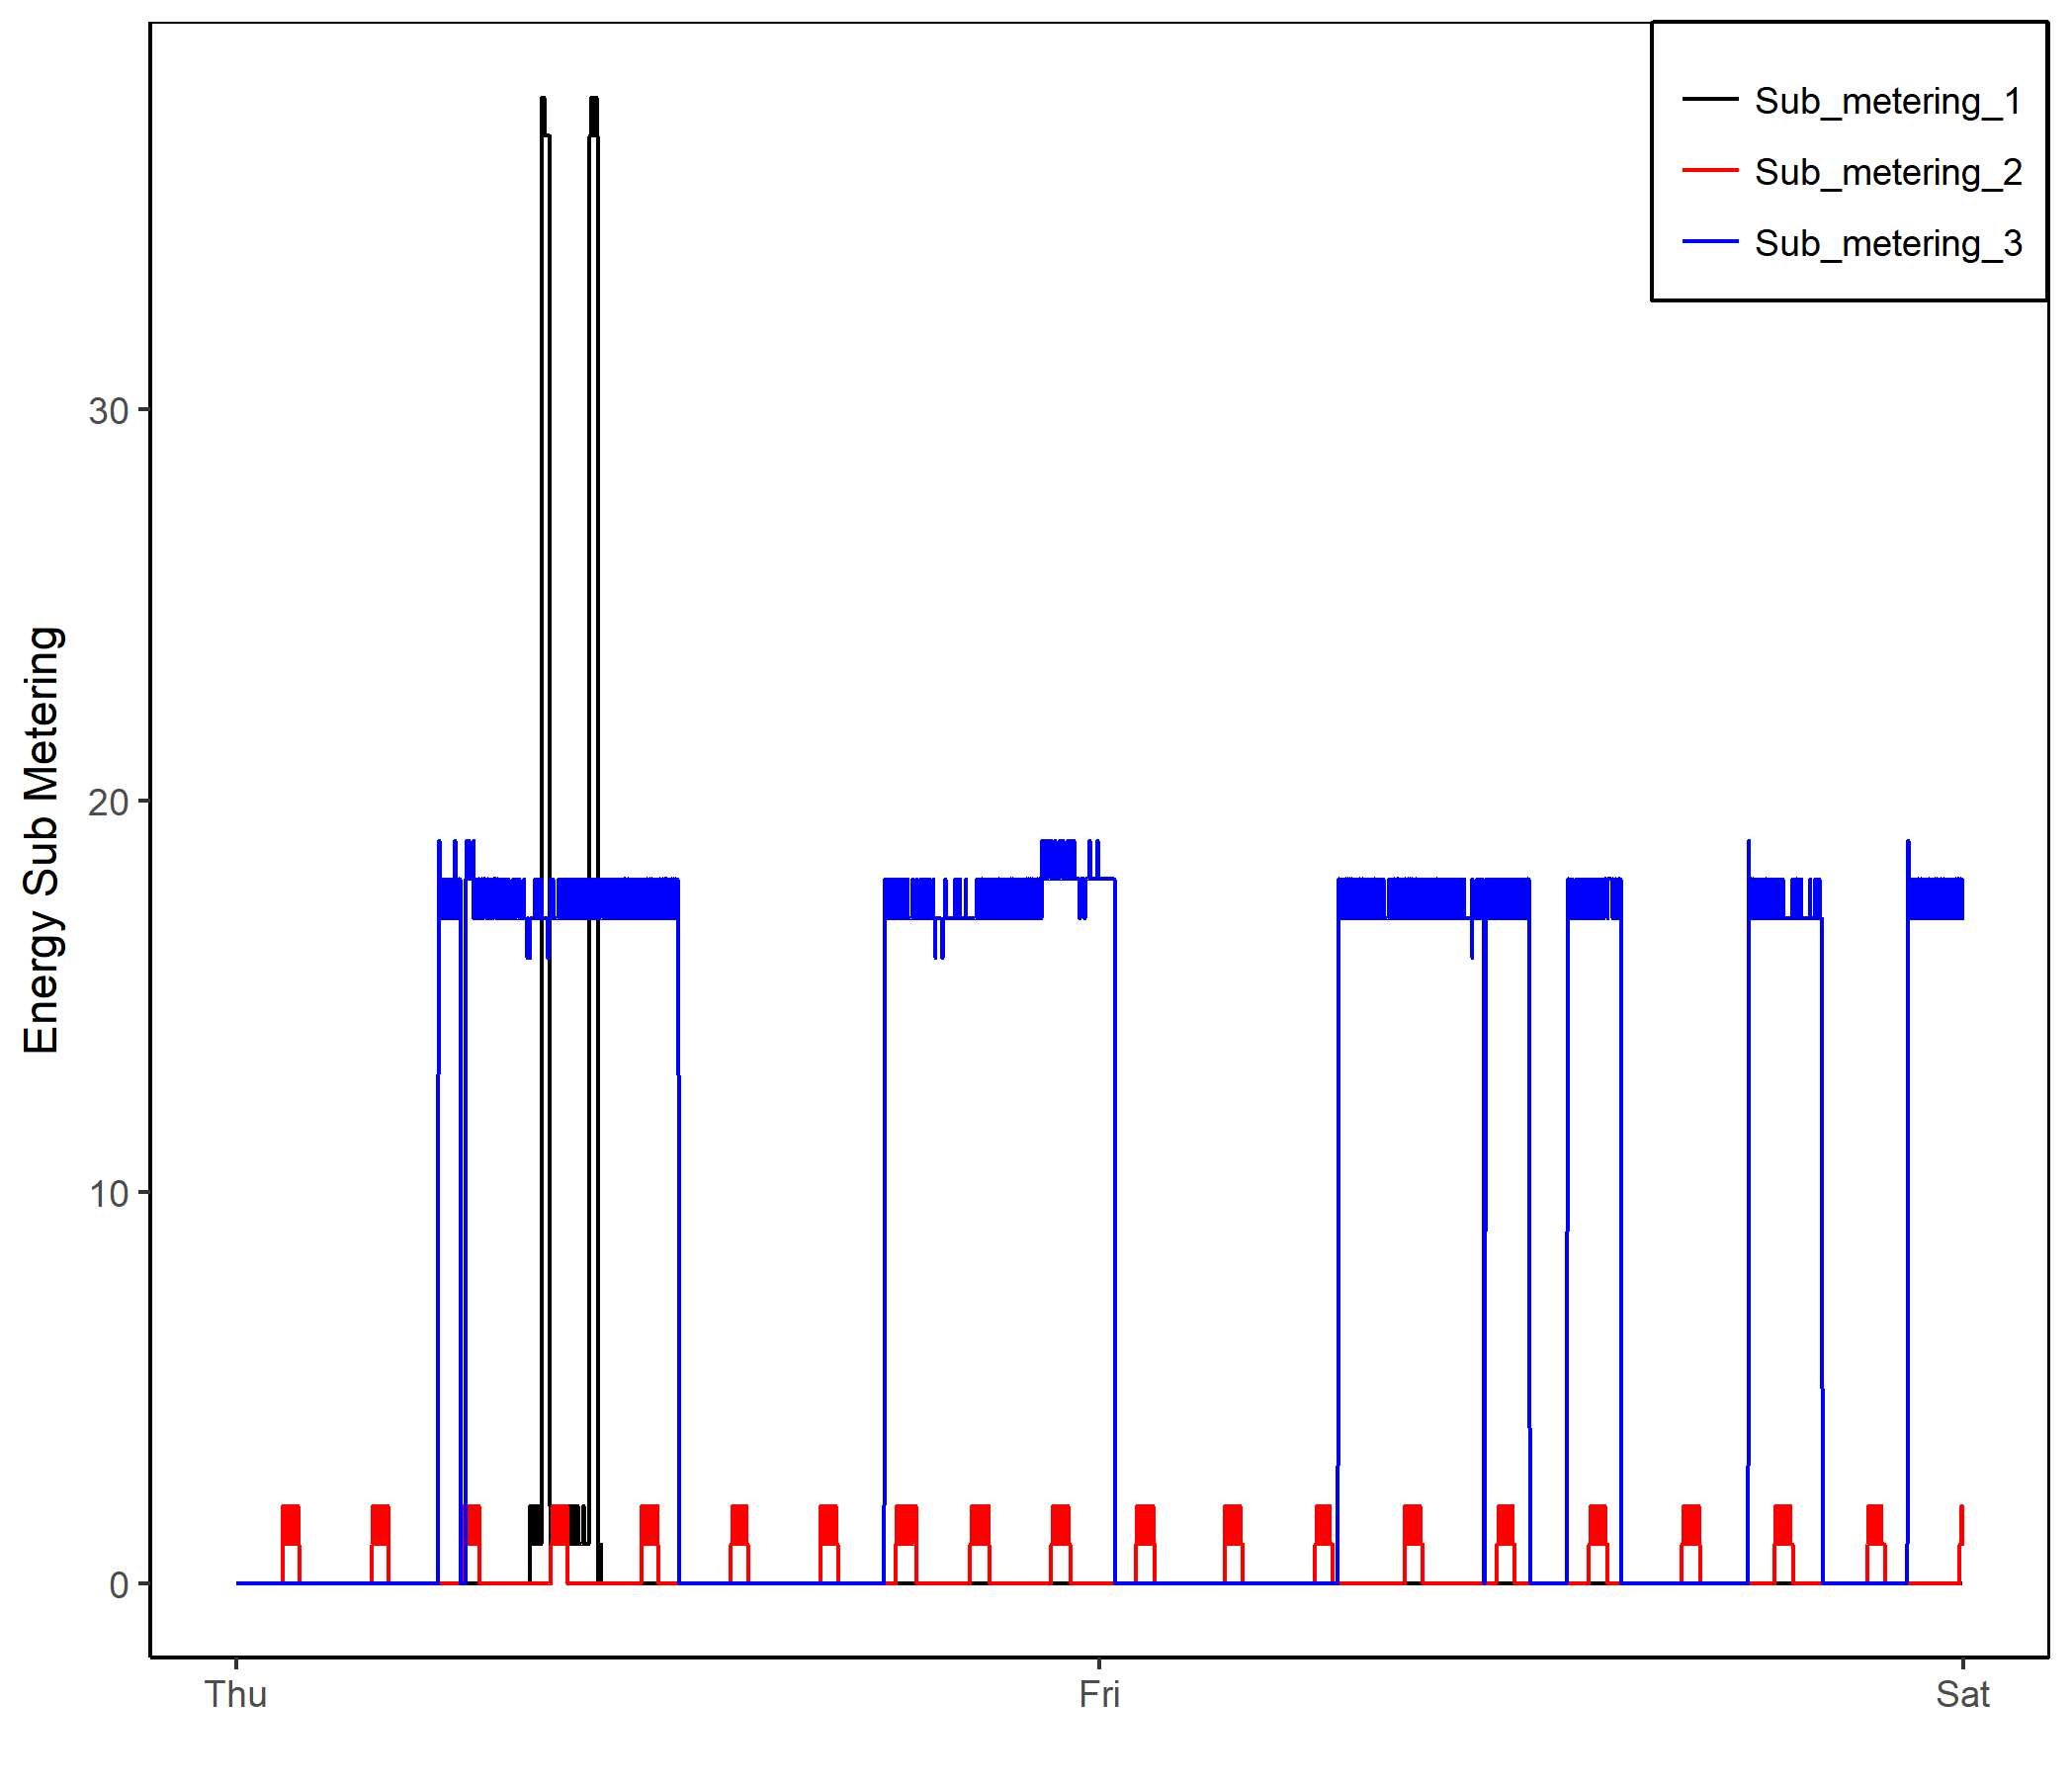 Sub_metering_1
Sub_metering_2
Sub_metering_3
Energy Sub Metering
30
20
10
0
Thu
Fri
Sat